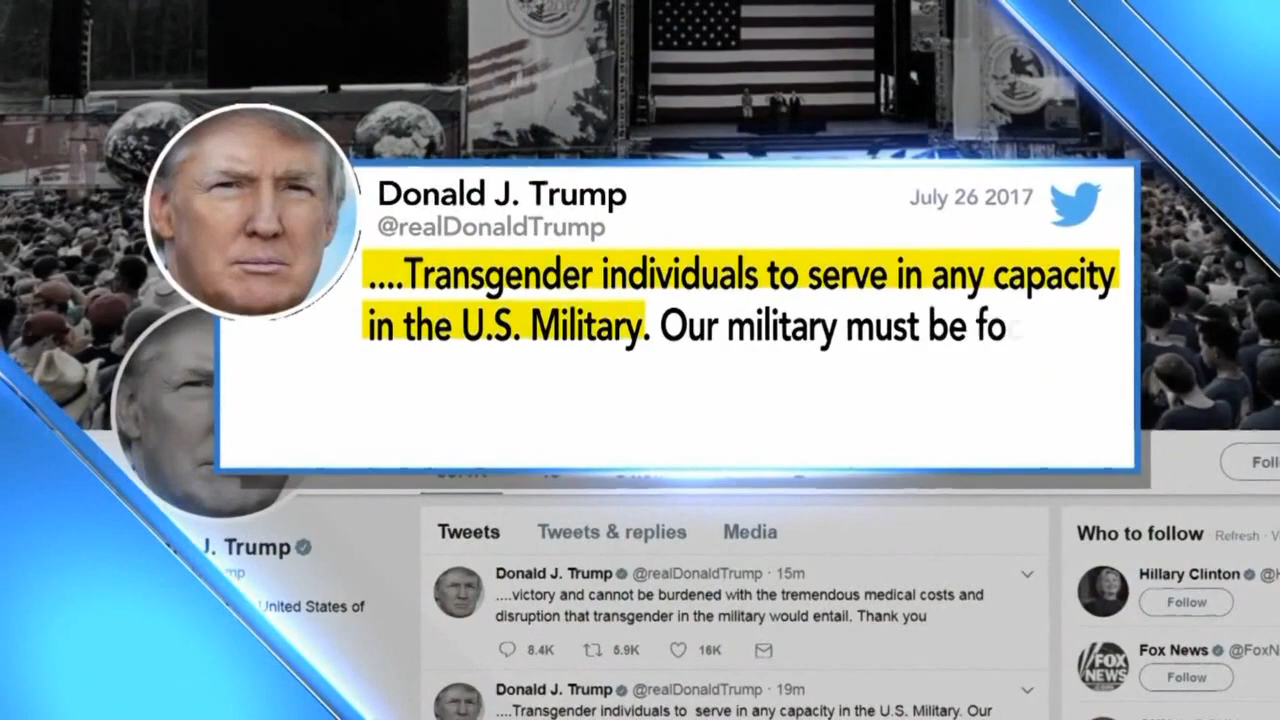 Donald J. Trump
July 26 2017
@realDonaldTrump
....Transgender individuals to serve in any capacity
in the U.S. Military. Our military must be fo
J. Trump
United States of
Tweets Tweets & replies Media
Donald J. Trump @realDonaldTrump · 15m
....victory and cannot be burdened with the tremendous medical costs and
disruption that transgender in the military would entail. Thank you
8.4K 5.9K 16K
Donald J. Trump @realDonaldTrump · 19m
....Transgender individuals to serve in any capacity in the U.S. Military. Our
Who to follow Refresh ·
Hillary Clinton
Follow
Fox News @FoxN
Follow
FOX
NEWS